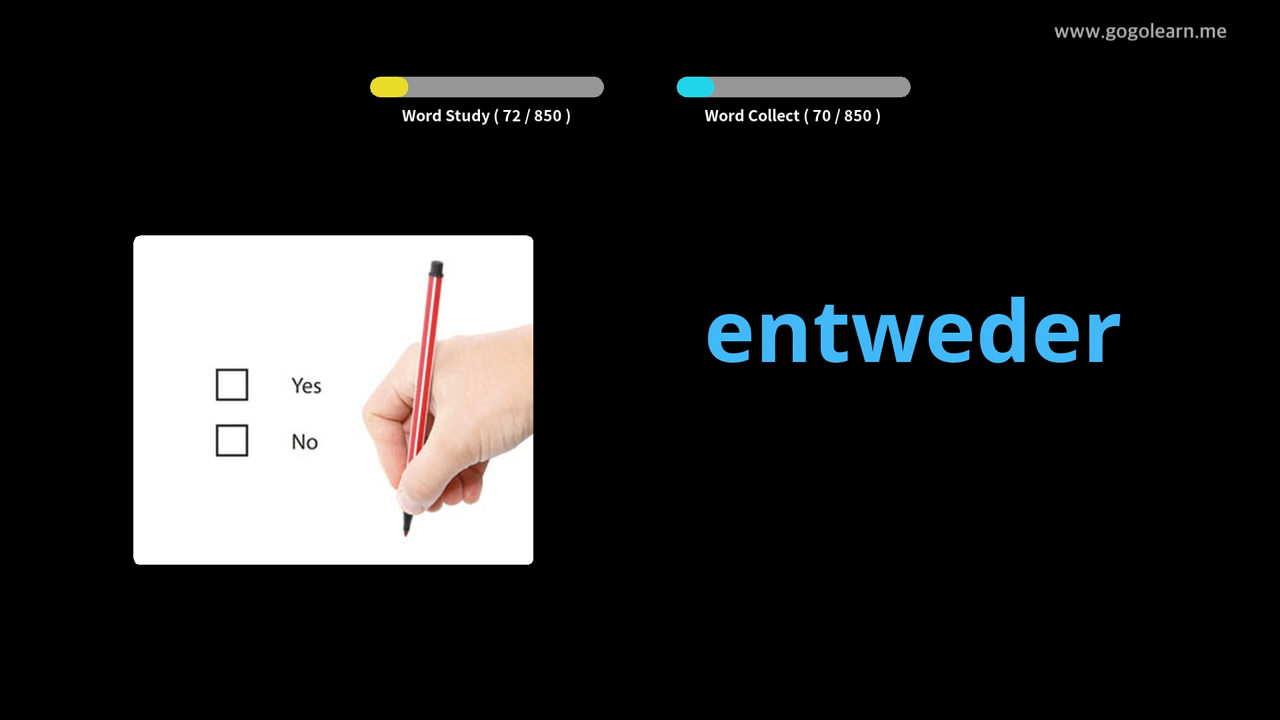 www.gogolearn.me
Word Study ( 72 / 850 )
Word Collect ( 70 / 850 )
entweder
Yes
No